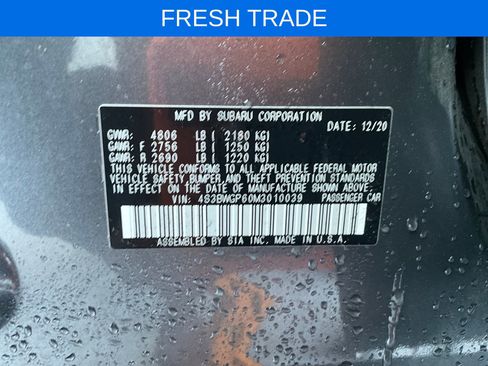 FRESH TRADE
MFD BY SUBARU CORPORATION
DATE: 12/20
GVWR: 4806 LB ( 2180 KG)
GAWR: F 2756 LB ( 1250 KG)
GAWR: R 2690 LB ( 1220 KG)
THIS VEHICLE CONFORMS TO ALL APPLICABLE FEDERAL MOTOR
VEHICLE SAFETY, BUMPER, AND THEFT PREVENTION STANDARDS
IN EFFECT ON THE DATE OF MANUFACTURE SHOWN ABOVE.
VIN: 4S3BWGP60M3010039 PASSENGER CAR
ASSEMBLED BY SIA INC. MADE IN U.S.A.